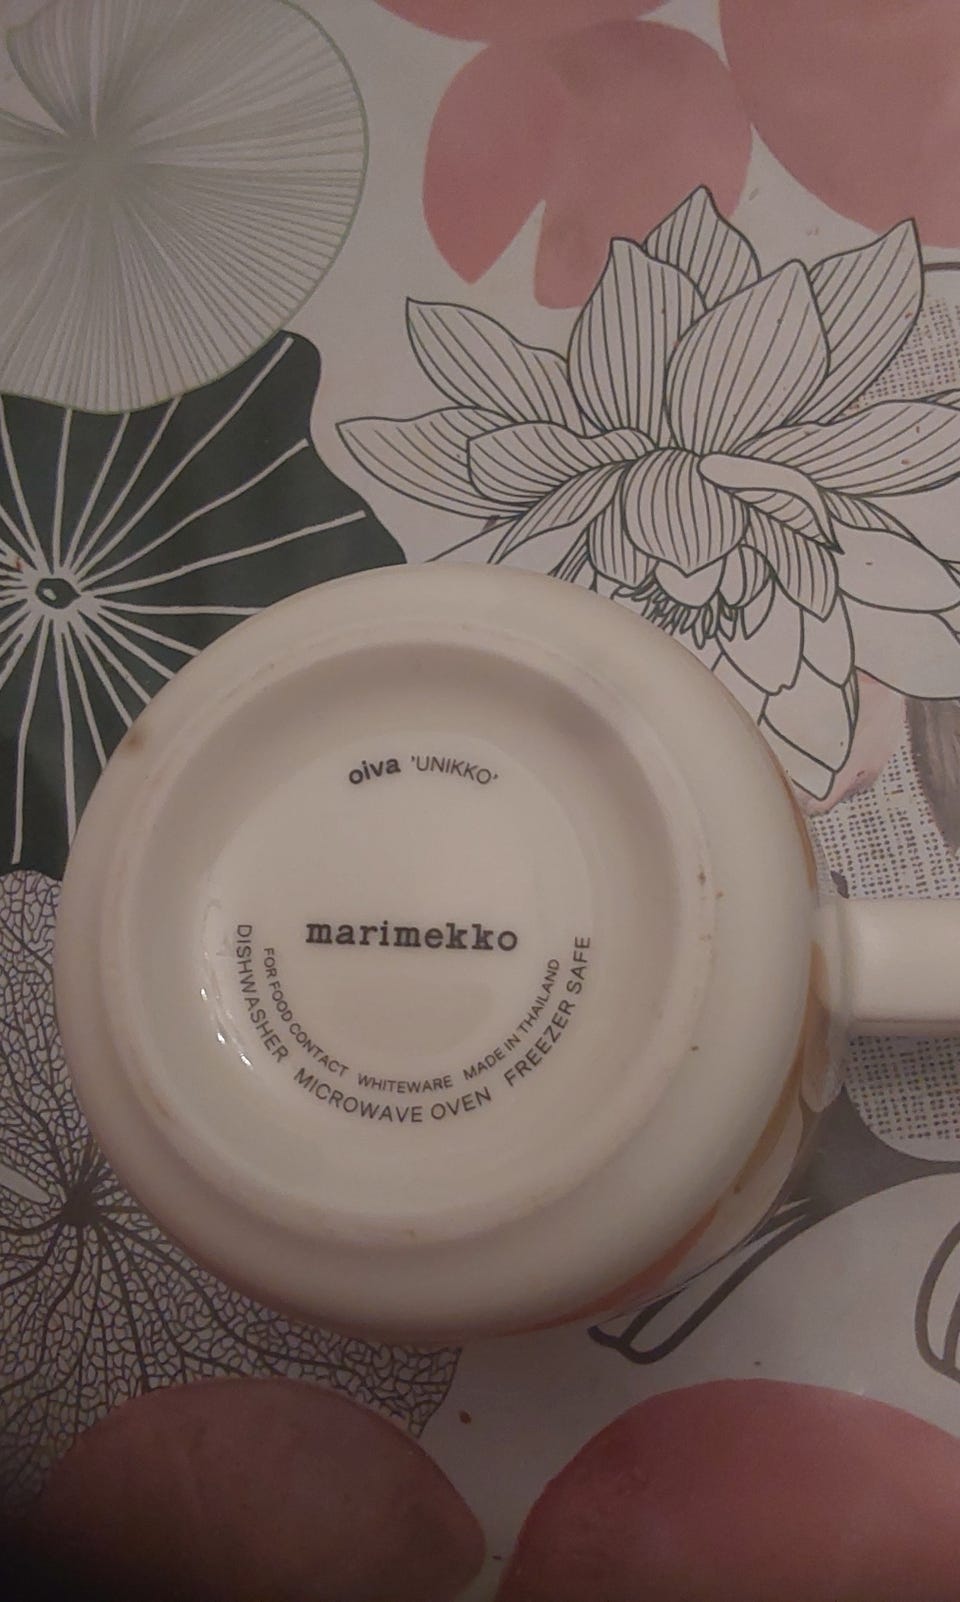 oiva 'UNIKKO'
marimekko
FOR FOOD CONTACT WHITEWARE MADE IN THAILAND
DISHWASHER MICROWAVE OVEN FREEZER SAFE